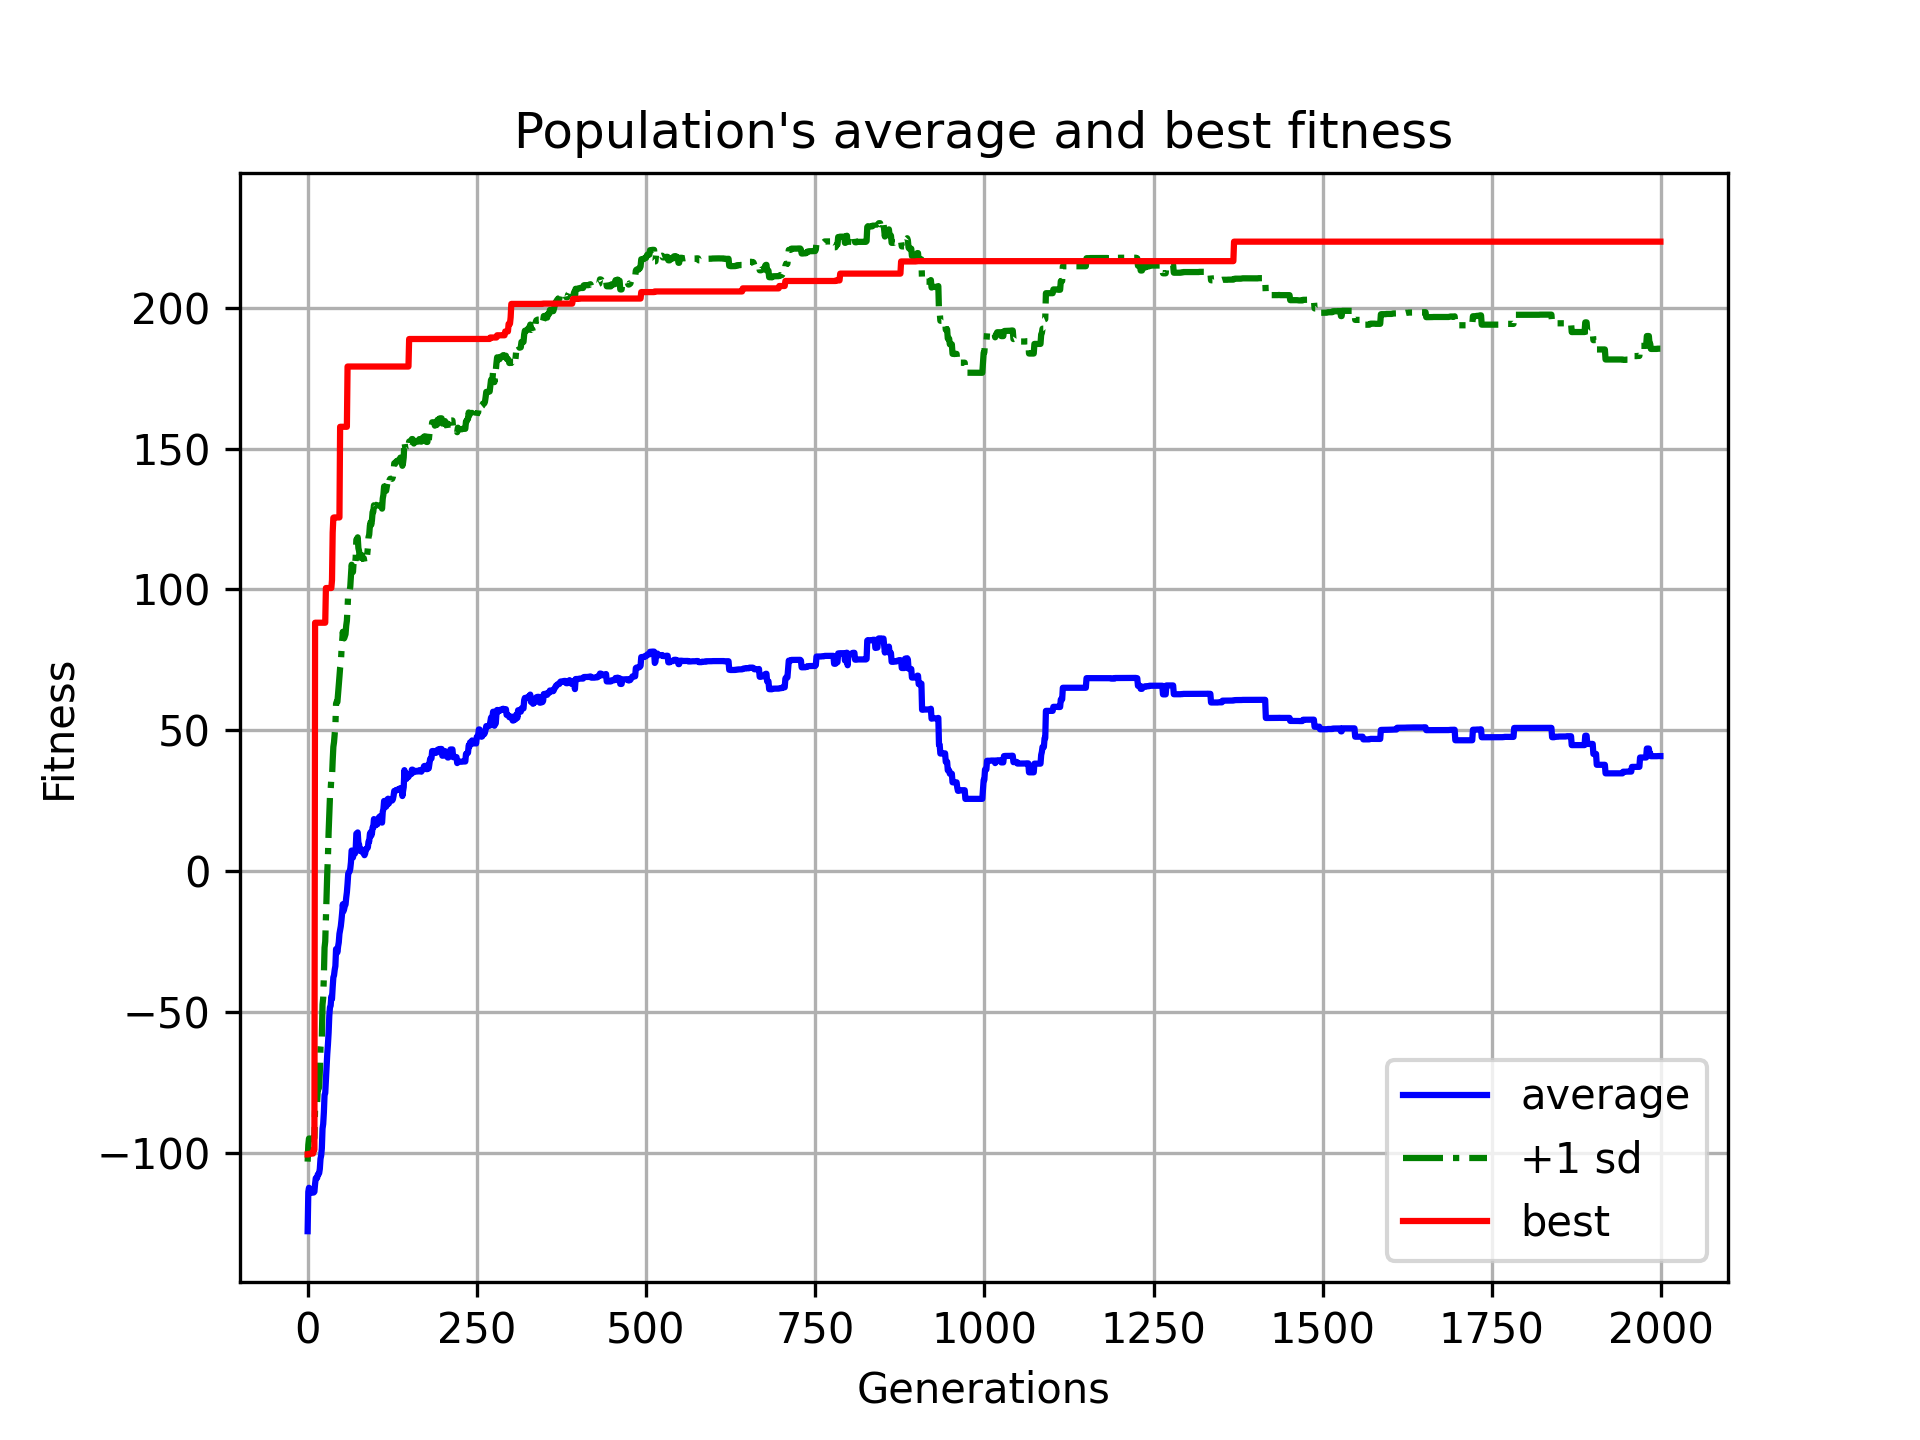 Population's average and best fitness
Fitness
200
150
100
50
0
−50
−100
0 250 500 750 1000 1250 1500 1750 2000
Generations
average
+1 sd
best